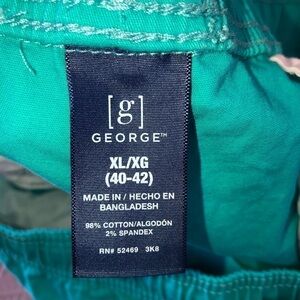 [g]
GEORGE™
XL/XG
(40-42)
MADE IN / HECHO EN
BANGLADESH
98% COTTON/ALGODÓN
2% SPANDEX
RN# 52469 3K8